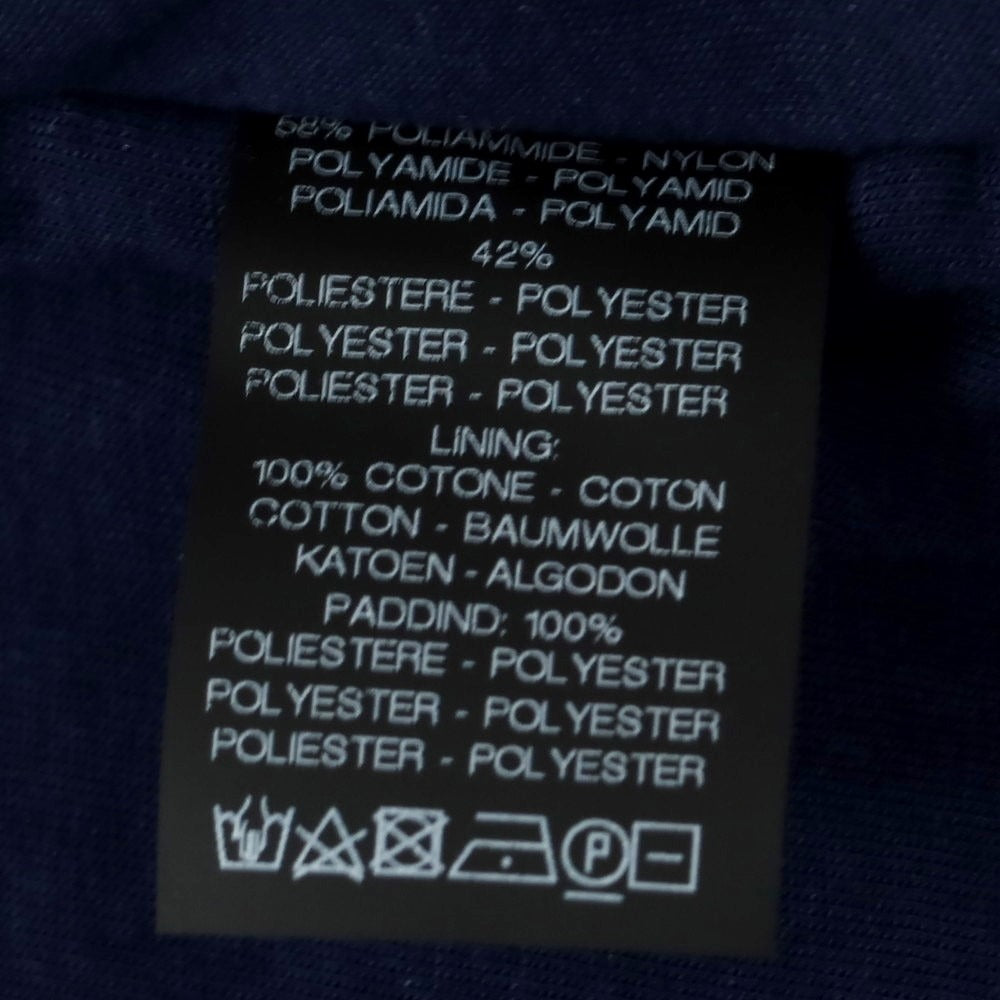 58% POLIAMMIDE - NYLON
POLYAMIDE - POLYAMID
POLIAMIDA - POLYAMID
42%
POLIESTERE - POLYESTER
POLYESTER - POLYESTER
POLIESTER - POLYESTER
LINING:
100% COTONE - COTON
COTTON - BAUMWOLLE
KATOEN - ALGODON
PADDIND: 100%
POLIESTERE - POLYESTER
POLYESTER - POLYESTER
POLIESTER - POLYESTER
P